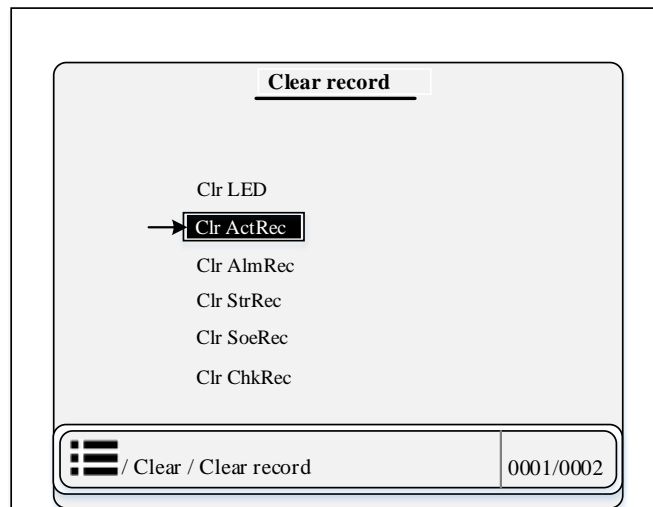 Clear record
Clr LED
Clr ActRec
Clr AlmRec
Clr StrRec
Clr SoeRec
Clr ChkRec
/ Clear / Clear record 0001/0002